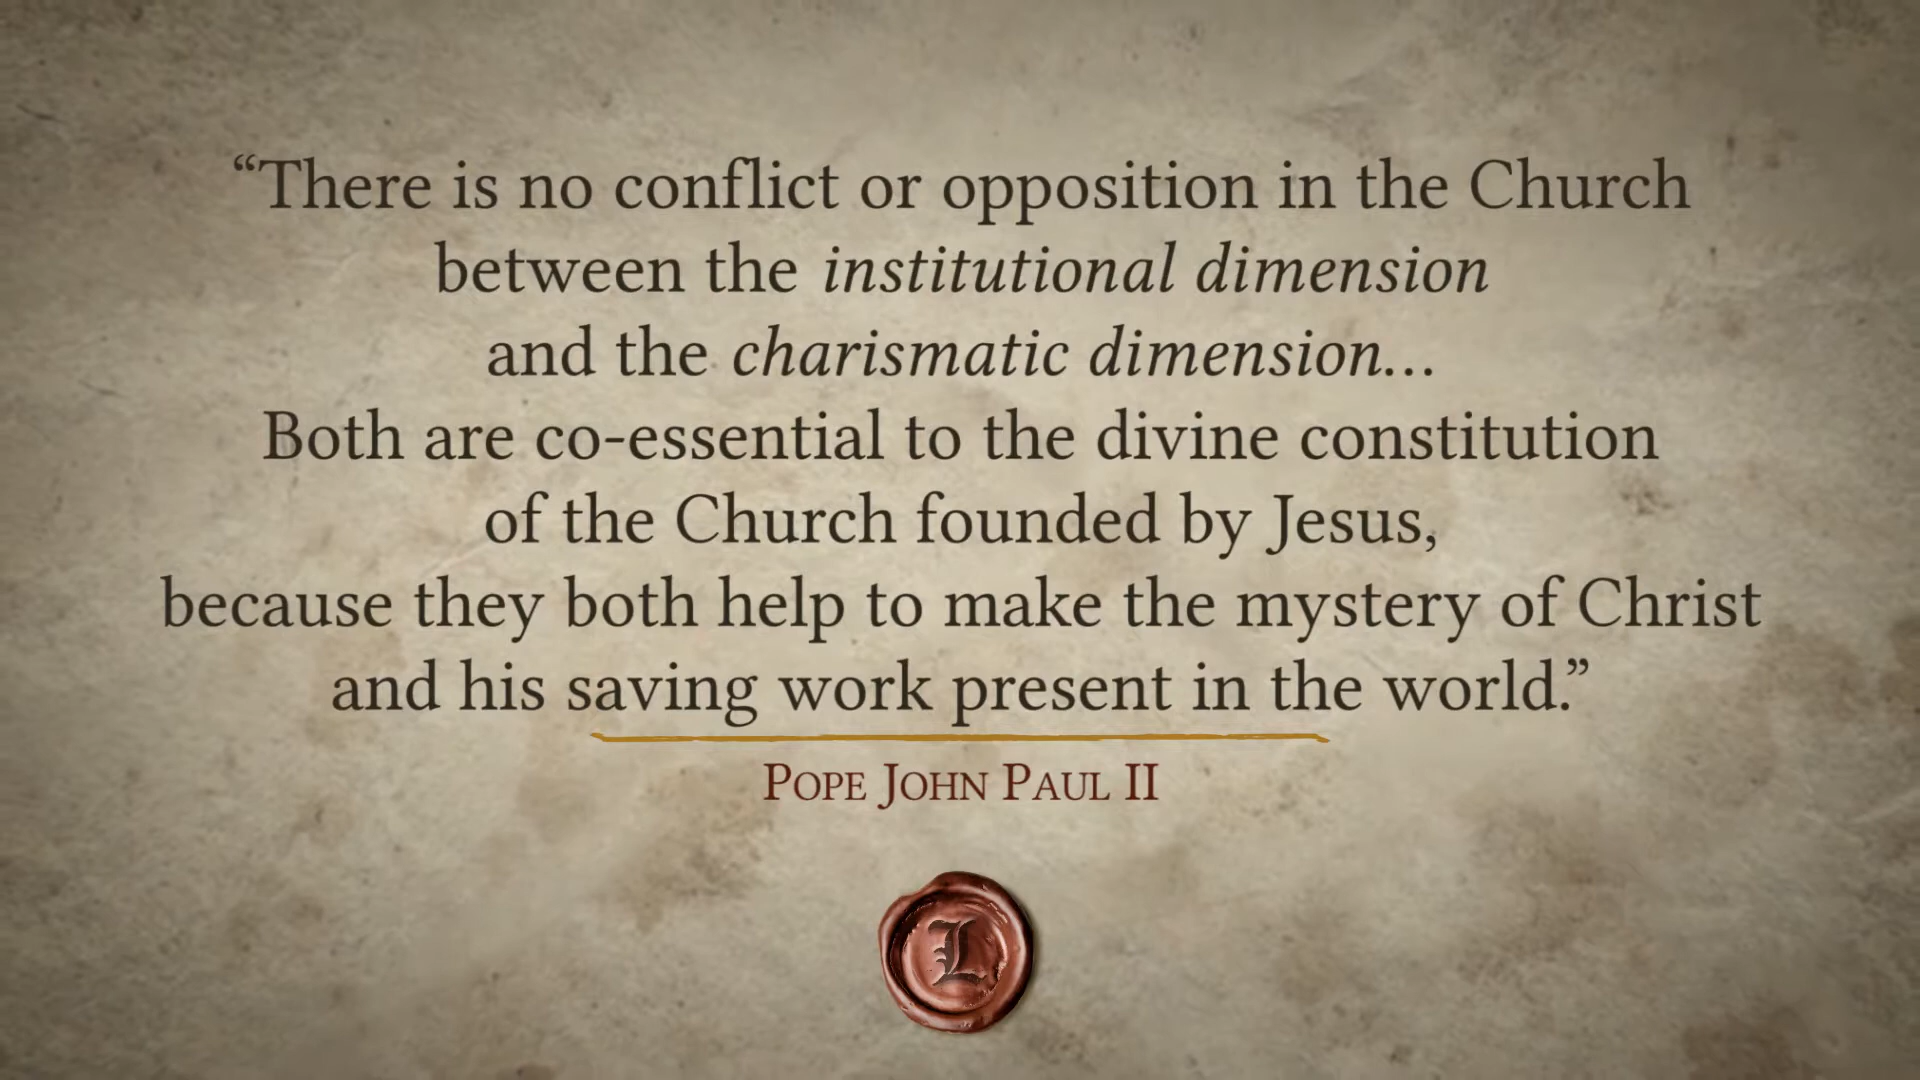 “There is no conflict or opposition in the Church
between the institutional dimension
and the charismatic dimension...
Both are co-essential to the divine constitution
of the Church founded by Jesus,
because they both help to make the mystery of Christ
and his saving work present in the world.”
POPE JOHN PAUL II
L